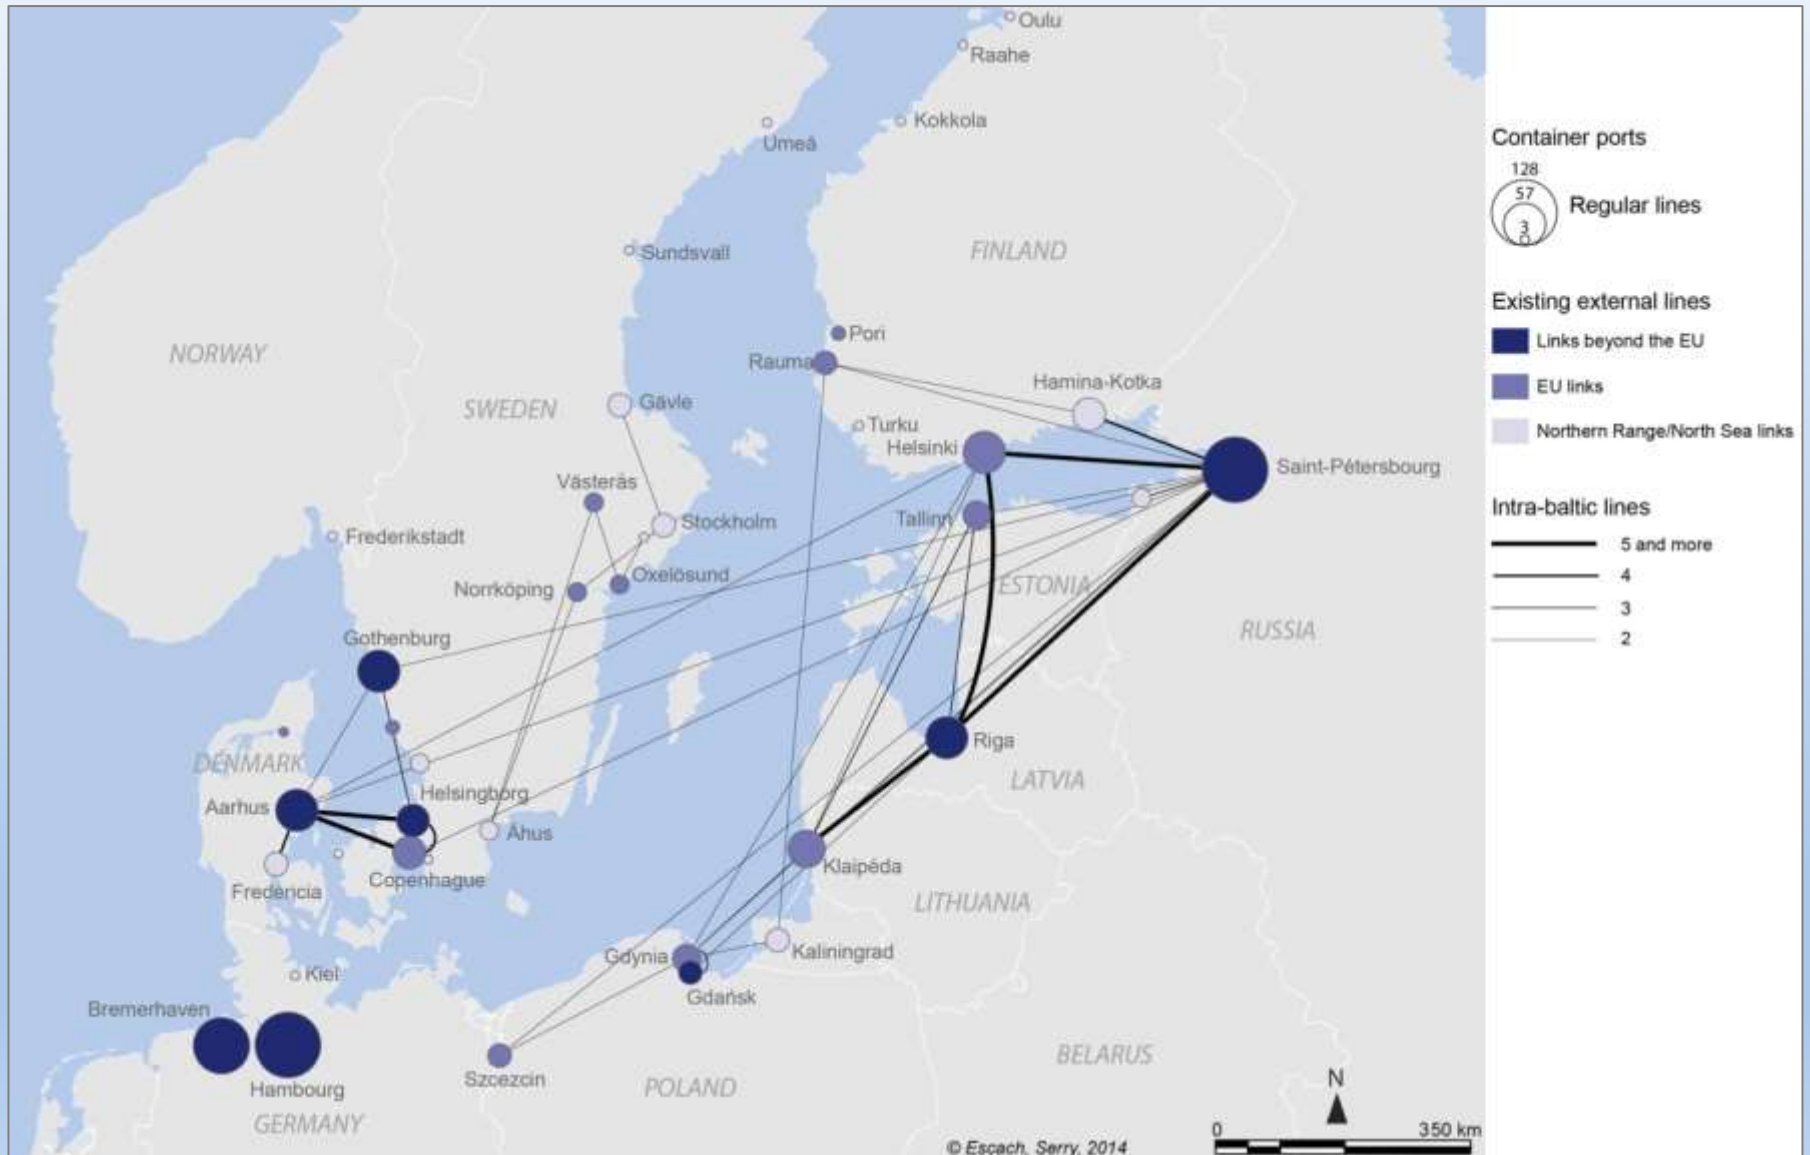 Oulu
Raahe
Kokkola
Umeå
Sundsvall
FINLAND
NORWAY
Pori
Rauma
Hamina-Kotka
SWEDEN
Gävle
Turku
Helsinki
Saint-Pétersbourg
Västerås
Stockholm
Tallinn
Frederikstadt
Oxelösund
Norrköping
ESTONIA
RUSSIA
Gothenburg
Riga
DENMARK
LATVIA
Helsingborg
Aarhus
Åhus
Klaipéda
Copenhague
Fredericia
LITHUANIA
Kaliningrad
Gdynia
Kiel
Gdańsk
Bremerhaven
BELARUS
Szcezcin
POLAND
Hambourg
GERMANY
© Escach, Serry, 2014
N
0 350 km
Container ports
128
57
3
Regular lines
Existing external lines
Links beyond the EU
EU links
Northern Range/North Sea links
Intra-baltic lines
5 and more
4
3
2